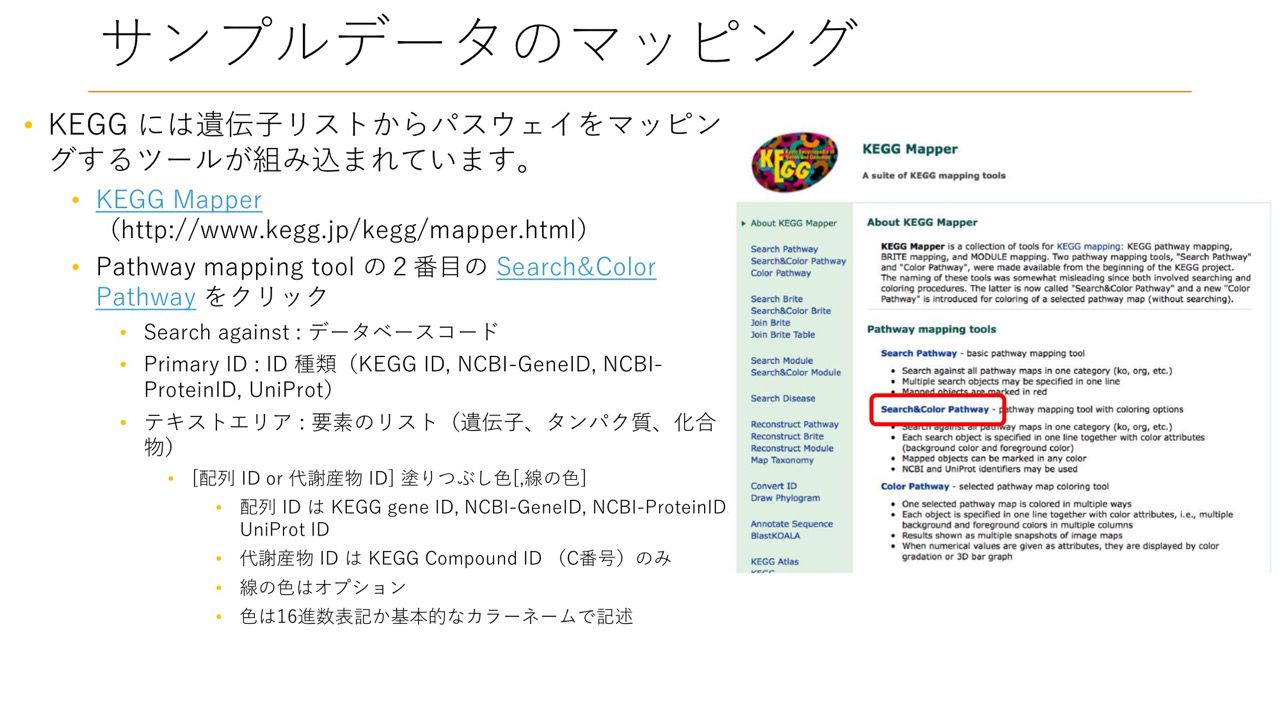 サンプルデータのマッピング
• KEGG には遺伝子リストからパスウェイをマッピン
グするツールが組み込まれています。
• KEGG Mapper
（http://www.kegg.jp/kegg/mapper.html）
• Pathway mapping tool の２番目の Search&Color
Pathway をクリック
• Search against : データベースコード
• Primary ID : ID 種類（KEGG ID, NCBI-GeneID, NCBI-
ProteinID, UniProt）
• テキストエリア : 要素のリスト（遺伝子、タンパク質、化合
物）
• [配列 ID or 代謝産物 ID] 塗りつぶし色[,線の色]
• 配列 ID は KEGG gene ID, NCBI-GeneID, NCBI-ProteinID
UniProt ID
• 代謝産物 ID は KEGG Compound ID （C番号）のみ
• 線の色はオプション
• 色は16進数表記か基本的なカラーネームで記述
KEGG
KEGG Mapper
A suite of KEGG mapping tools
About KEGG Mapper
Search Pathway
Search&Color Pathway
Color Pathway
Search Brite
Search&Color Brite
Join Brite
Join Brite Table
Search Module
Search&Color Module
Search Disease
Reconstruct Pathway
Reconstruct Brite
Reconstruct Module
Map Taxonomy
Convert ID
Draw Phylogram
Annotate Sequence
BlastKOALA
KEGG Atlas
About KEGG Mapper
KEGG Mapper is a collection of tools for KEGG mapping: KEGG pathway mapping,
BRITE mapping, and MODULE mapping. Two pathway mapping tools, "Search Pathway"
and "Color Pathway", were made available from the beginning of the KEGG project.
The naming of these tools was somewhat misleading since both involved searching and
coloring procedures. The latter is now called "Search&Color Pathway" and a new "Color
Pathway" is introduced for coloring of a selected pathway map (without searching).
Pathway mapping tools
Search Pathway - basic pathway mapping tool
• Search against all pathway maps in one category (ko, org, etc.)
• Multiple search objects may be specified in one line
• Mapped objects are marked in red
Search&Color Pathway - pathway mapping tool with coloring options
• Search against all pathway maps in one category (ko, org, etc.)
• Each search object is specified in one line together with color attributes
(background color and foreground color)
• Mapped objects can be marked in any color
• NCBI and UniProt identifiers may be used
Color Pathway - selected pathway map coloring tool
• One selected pathway map is colored in multiple ways
• Each object is specified in one line together with color attributes, i.e., multiple
background and foreground colors in multiple columns
• Results shown as multiple snapshots of image maps
• When numerical values are given as attributes, they are displayed by color
gradation or 3D bar graph